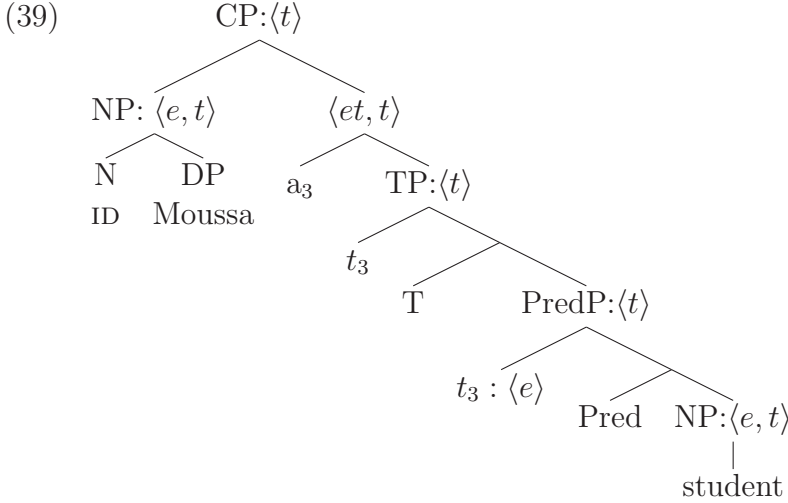 (39) CP:⟨t⟩
NP: ⟨e, t⟩ ⟨et, t⟩
N DP a₃ TP:⟨t⟩
ID Moussa
t₃
T PredP:⟨t⟩
t₃ : ⟨e⟩
Pred NP:⟨e, t⟩
student